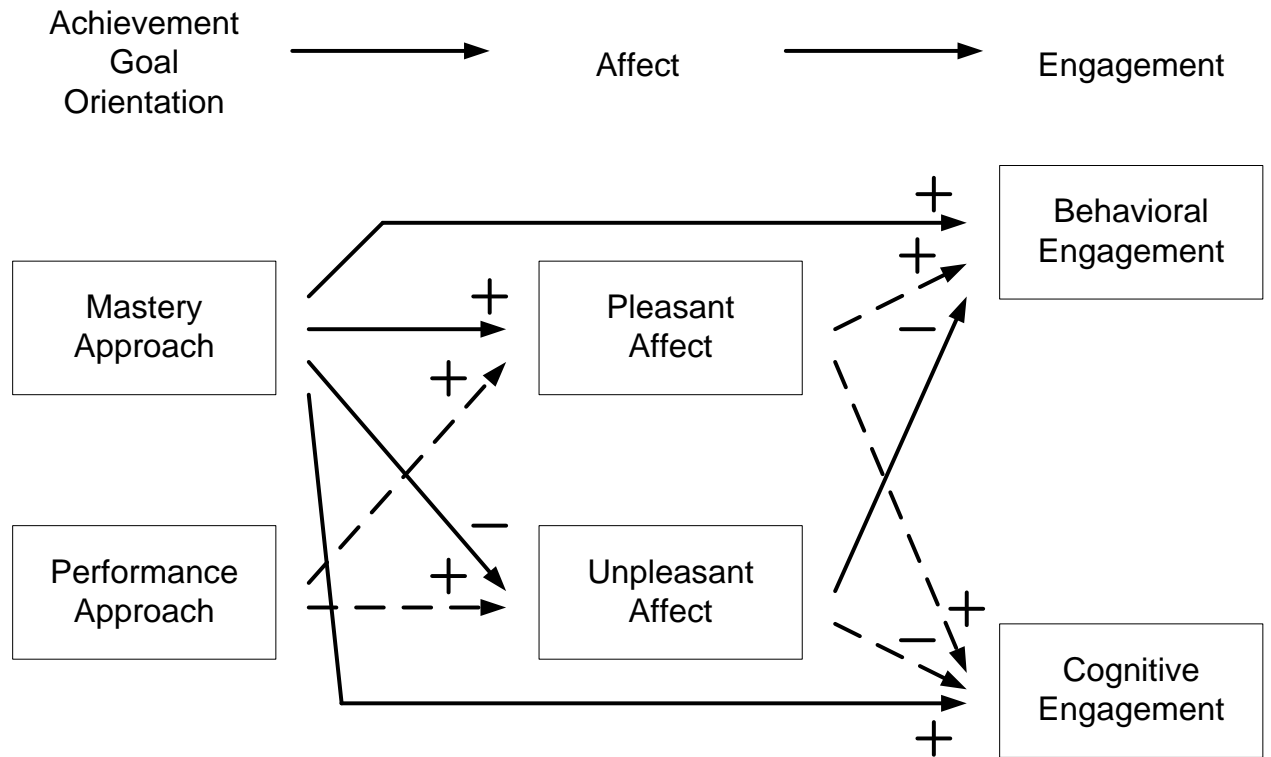 Achievement
Goal
Orientation
Affect
Engagement
+
Behavioral
Engagement
+
Mastery
Approach
+
Pleasant
Affect
−
+
−
Performance
Approach
+
Unpleasant
Affect
+
−
Cognitive
Engagement
+